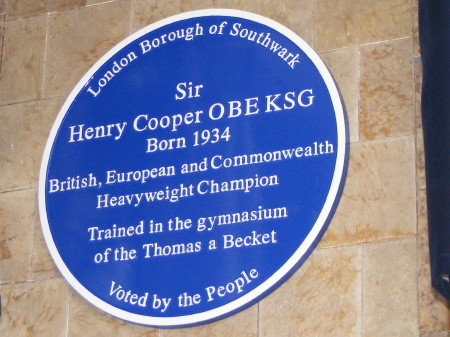 London Borough of Southwark
Sir
Henry Cooper OBE KSG
Born 1934
British, European and Commonwealth
Heavyweight Champion
Trained in the gymnasium
of the Thomas a Becket
Voted by the People